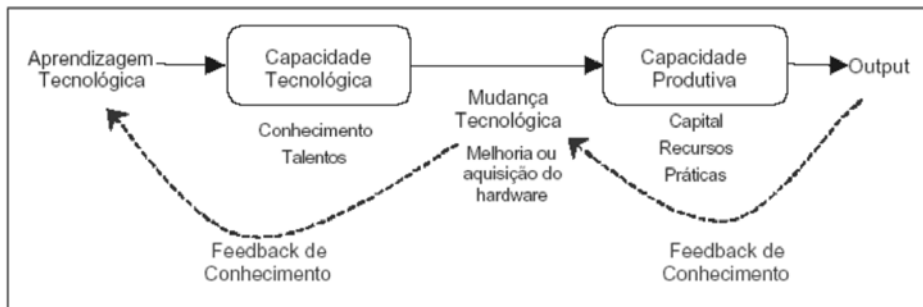 Aprendizagem
Tecnológica
Capacidade
Tecnológica
Conhecimento
Talentos
Mudança
Tecnológica
Melhoria ou
aquisição do
hardware
Capacidade
Produtiva
Capital
Recursos
Práticas
Output
Feedback de
Conhecimento
Feedback de
Conhecimento